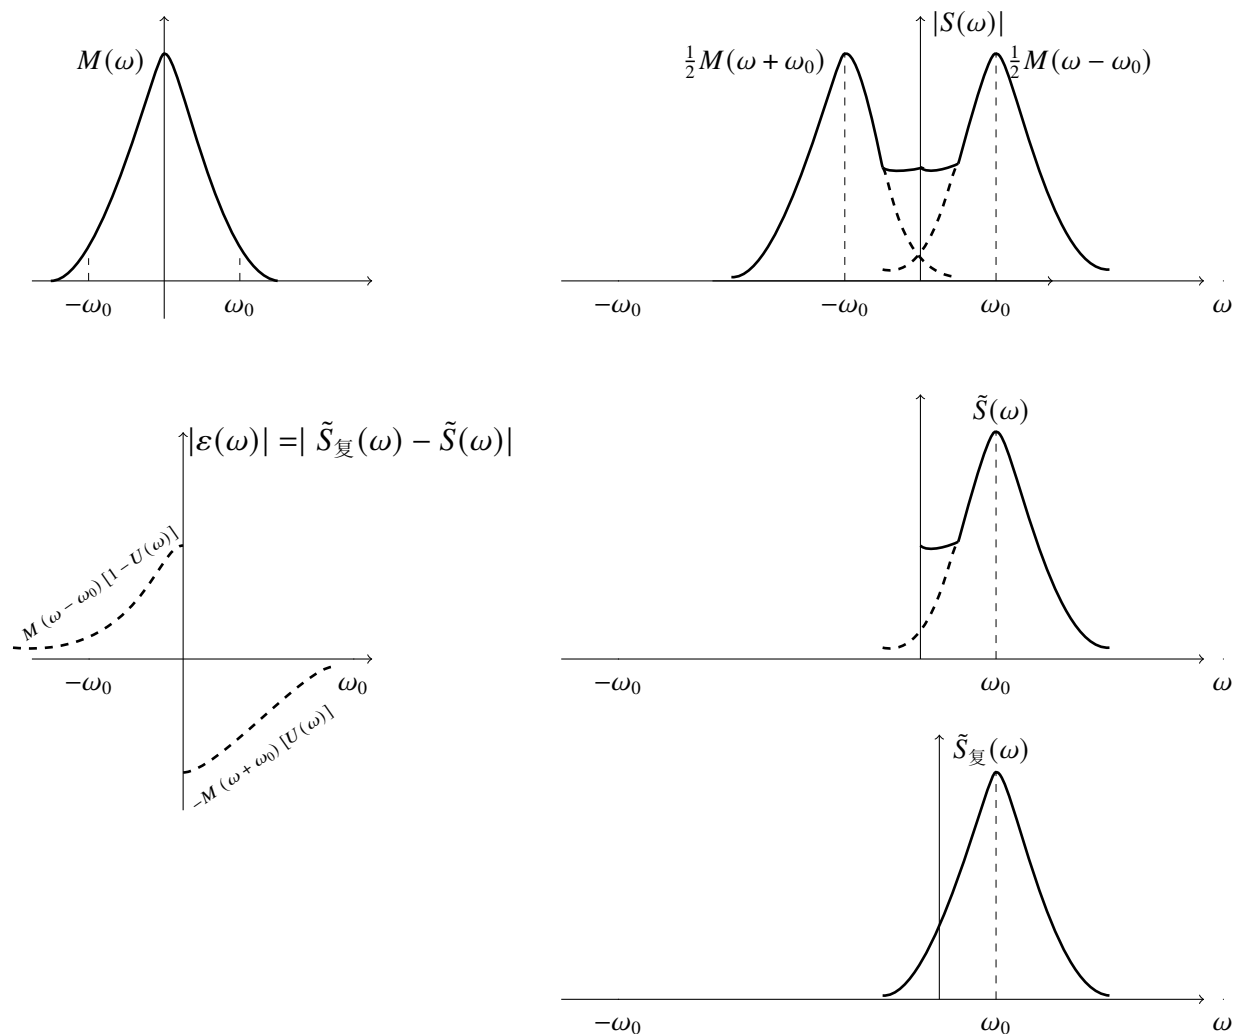 M(ω)
−ω₀
ω₀
|S(ω)|
½M(ω + ω₀)
½M(ω − ω₀)
−ω₀
−ω₀
ω₀
ω
|ε(ω)| =| S̃复(ω) − S̃(ω)|
M (ω − ω₀) [1 − U(ω)]
−ω₀
ω₀
−M (ω + ω₀) [U(ω)]
S̃(ω)
−ω₀
ω₀
ω
S̃复(ω)
−ω₀
ω₀
ω